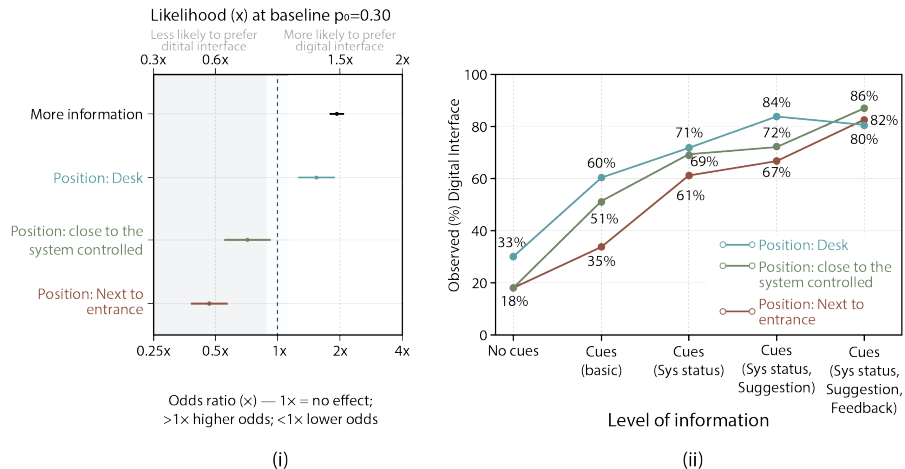 Likelihood (x) at baseline p₀=0.30
Less likely to prefer
ditital interface
More likely to prefer
digital interface
0.3x 0.6x 1.5x 2x
More information
Position: Desk
Position: close to the
system controlled
Position: Next to
entrance
0.25x 0.5x 1x 2x 4x
Odds ratio (×) — 1× = no effect;
>1× higher odds; <1× lower odds
(i)
Observed (%) Digital Interface
100
80
60
40
20
0
33%
18%
60%
51%
35%
71%
69%
61%
84%
72%
67%
86%
82%
80%
Position: Desk
Position: close to the
system controlled
Position: Next to
entrance
No cues
Cues
(basic)
Cues
(Sys status)
Cues
(Sys status,
Suggestion)
Cues
(Sys status,
Suggestion,
Feedback)
Level of information
(ii)